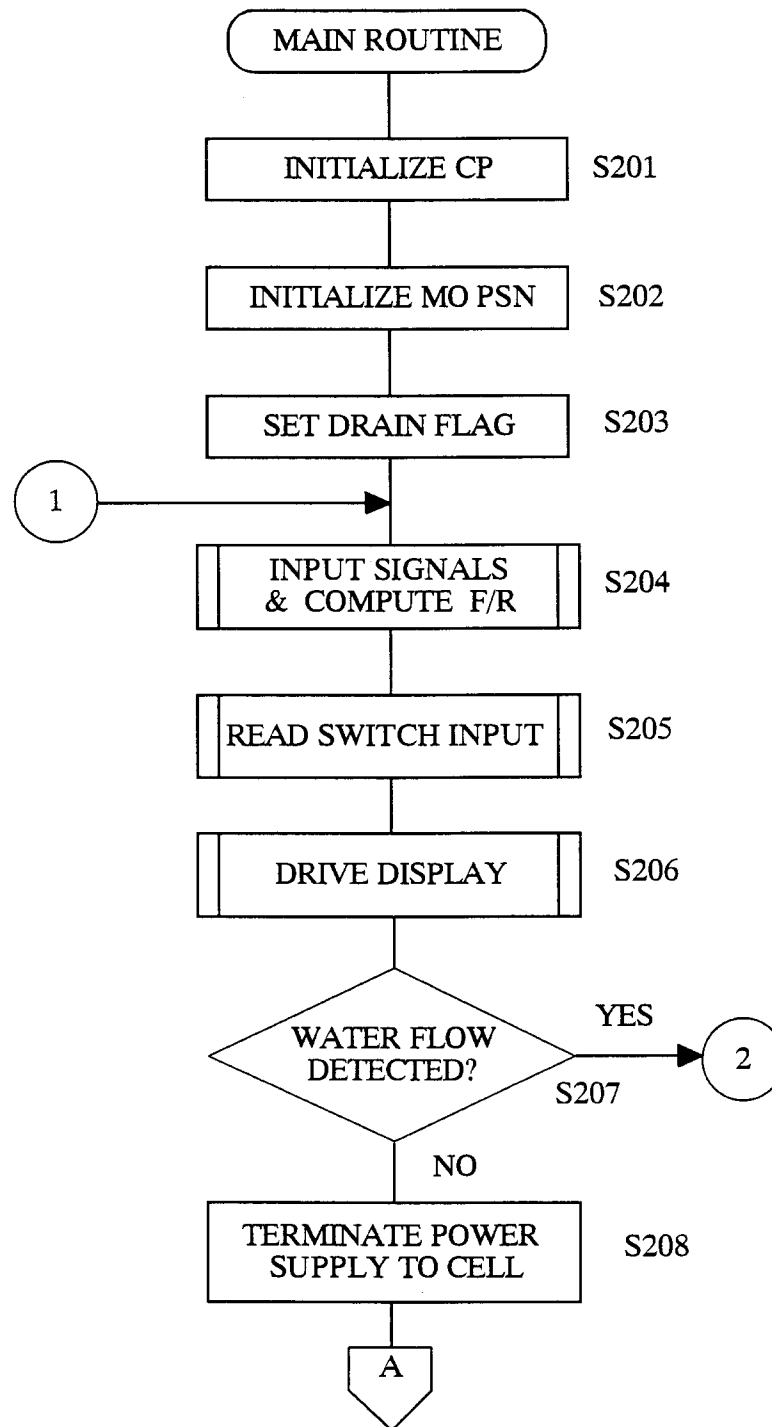 MAIN ROUTINE
INITIALIZE CP
S201
INITIALIZE MO PSN
S202
SET DRAIN FLAG
S203
1
INPUT SIGNALS
& COMPUTE F/R
S204
READ SWITCH INPUT
S205
DRIVE DISPLAY
S206
WATER FLOW
DETECTED?
YES
2
S207
NO
TERMINATE POWER
SUPPLY TO CELL
S208
A